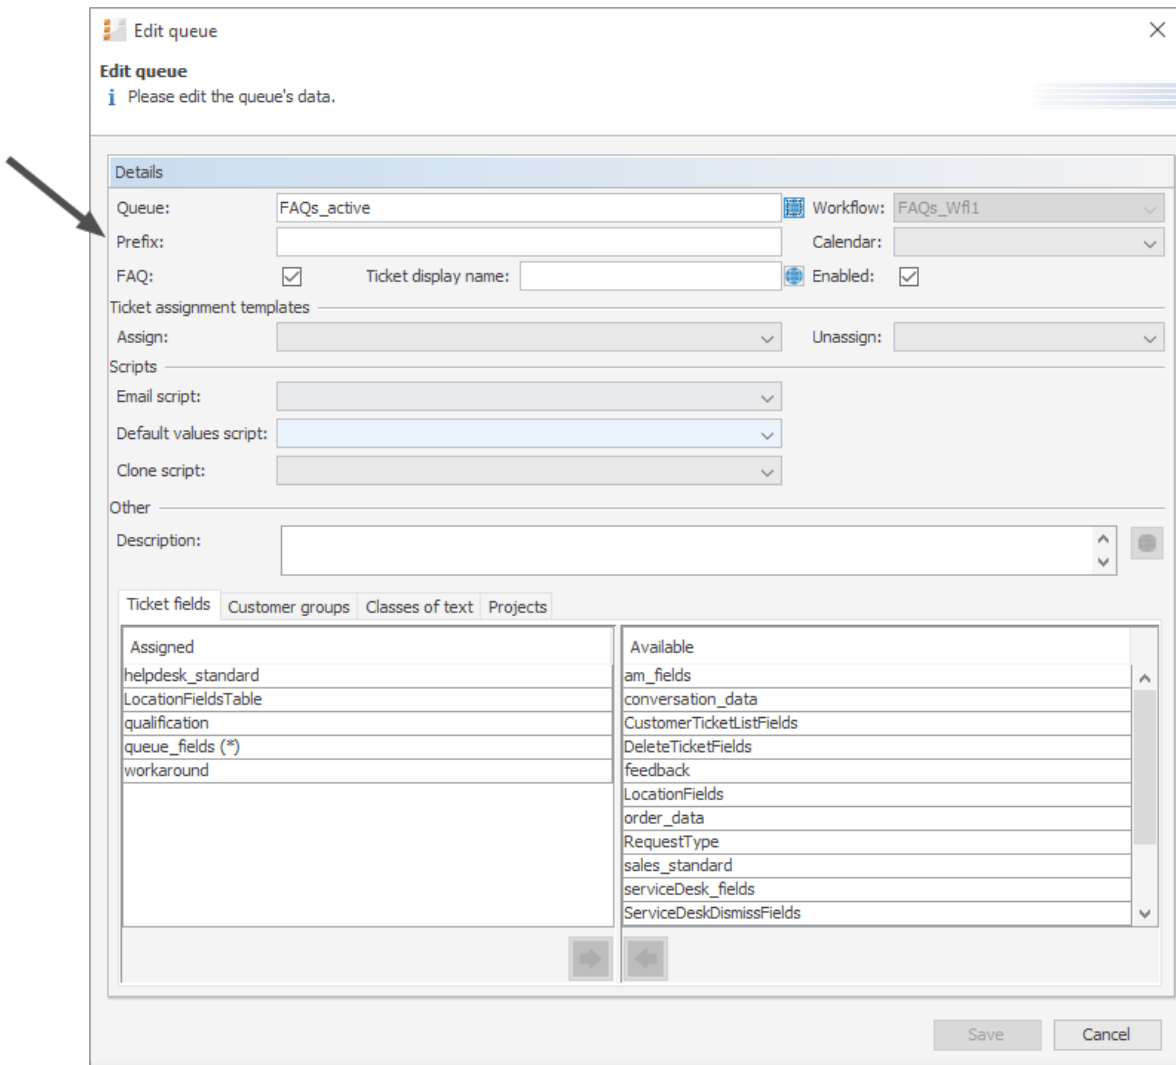 Edit queue
Edit queue
Please edit the queue's data.
Details
Queue: FAQs_active Workflow: FAQs_Wfl1
Prefix: Calendar:
FAQ: Ticket display name: Enabled:
Ticket assignment templates
Assign: Unassign:
Scripts
Email script:
Default values script:
Clone script:
Other
Description:
Ticket fields Customer groups Classes of text Projects
Assigned Available
helpdesk_standard am_fields
LocationFieldsTable conversation_data
qualification CustomerTicketListFields
queue_fields (*) DeleteTicketFields
workaround feedback
LocationFields
order_data
RequestType
sales_standard
serviceDesk_fields
ServiceDeskDismissFields
Save Cancel